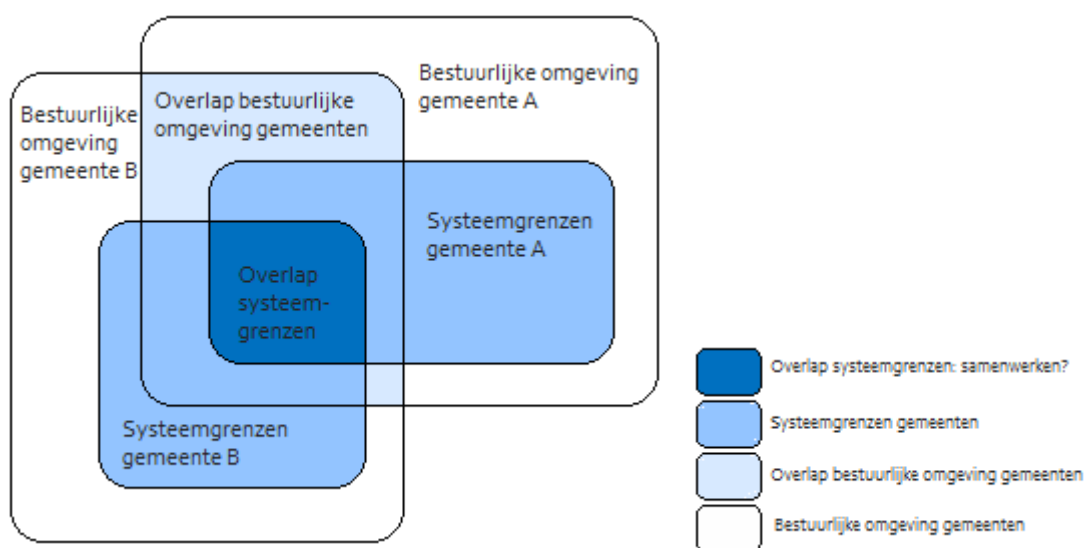 Bestuurlijke omgeving
gemeente A
Overlap bestuurlijke
omgeving gemeenten
Bestuurlijke
omgeving
gemeente B
Systeemgrenzen
gemeente A
Overlap
systeem-
grenzen
Systeemgrenzen
gemeente B
Overlap systeemgrenzen: samenwerken?
Systeemgrenzen gemeenten
Overlap bestuurlijke omgeving gemeenten
Bestuurlijke omgeving gemeenten